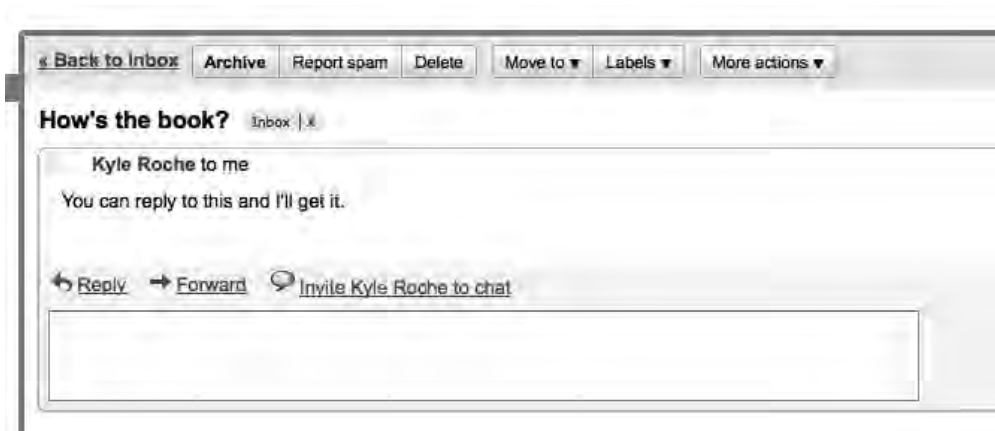 « Back to Inbox Archive Report spam Delete Move to ▼ Labels ▼ More actions ▼
How's the book? Inbox | X
Kyle Roche to me
You can reply to this and I'll get it.
Reply Forward Invite Kyle Roche to chat